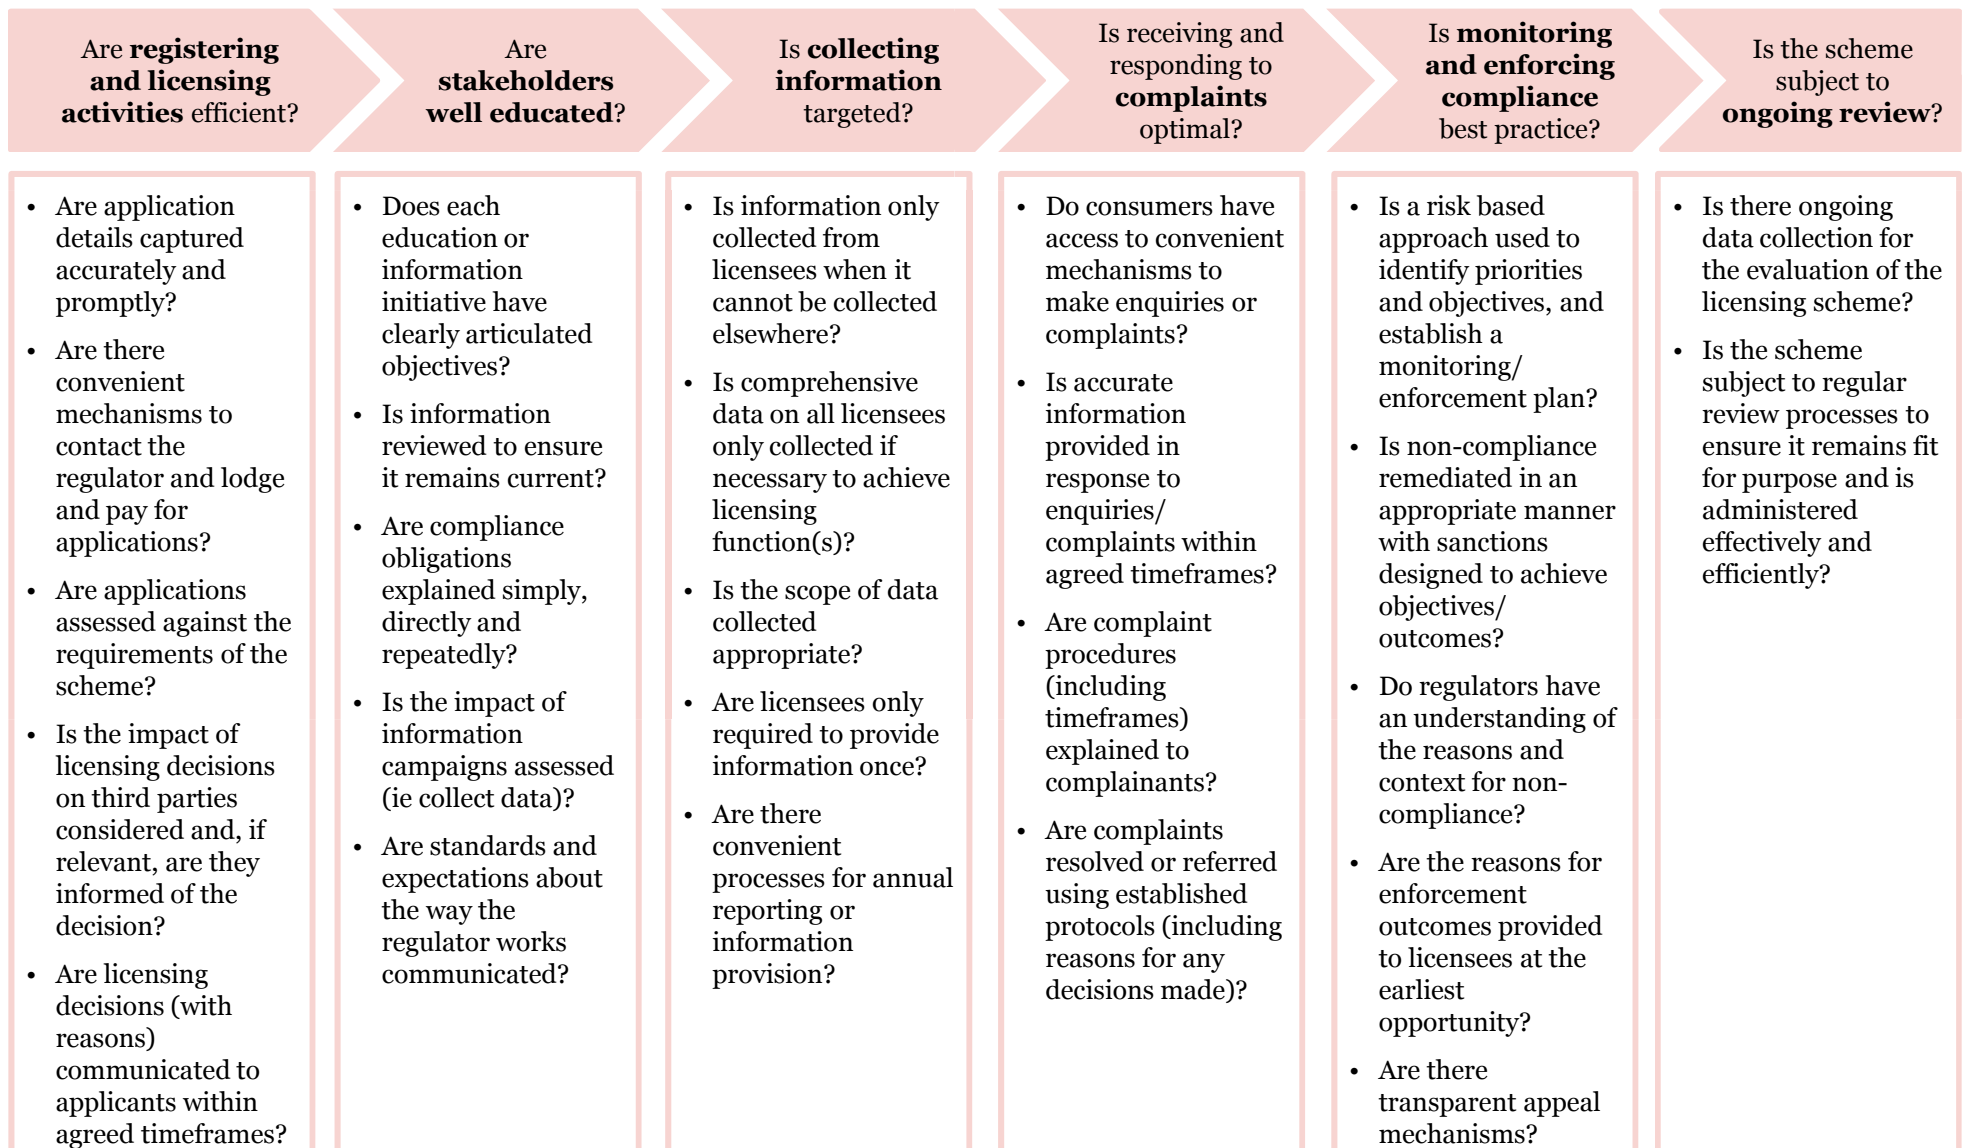 Are registering
and licensing
activities efficient?
Are
stakeholders
well educated?
Is collecting
information
targeted?
Is receiving and
responding to
complaints
optimal?
Is monitoring
and enforcing
compliance
best practice?
Is the scheme
subject to
ongoing review?
• Are application
details captured
accurately and
promptly?
• Are there
convenient
mechanisms to
contact the
regulator and lodge
and pay for
applications?
• Are applications
assessed against the
requirements of the
scheme?
• Is the impact of
licensing decisions
on third parties
considered and, if
relevant, are they
informed of the
decision?
• Are licensing
decisions (with
reasons)
communicated to
applicants within
agreed timeframes?
• Does each
education or
information
initiative have
clearly articulated
objectives?
• Is information
reviewed to ensure
it remains current?
• Are compliance
obligations
explained simply,
directly and
repeatedly?
• Is the impact of
information
campaigns assessed
(ie collect data)?
• Are standards and
expectations about
the way the
regulator works
communicated?
• Is information only
collected from
licensees when it
cannot be collected
elsewhere?
• Is comprehensive
data on all licensees
only collected if
necessary to achieve
licensing
function(s)?
• Is the scope of data
collected
appropriate?
• Are licensees only
required to provide
information once?
• Are there
convenient
processes for annual
reporting or
information
provision?
• Do consumers have
access to convenient
mechanisms to
make enquiries or
complaints?
• Is accurate
information
provided in
response to
enquiries/
complaints within
agreed timeframes?
• Are complaint
procedures
(including
timeframes)
explained to
complainants?
• Are complaints
resolved or referred
using established
protocols (including
reasons for any
decisions made)?
• Is a risk based
approach used to
identify priorities
and objectives, and
establish a
monitoring/
enforcement plan?
• Is non-compliance
remediated in an
appropriate manner
with sanctions
designed to achieve
objectives/
outcomes?
• Do regulators have
an understanding of
the reasons and
context for non-
compliance?
• Are the reasons for
enforcement
outcomes provided
to licensees at the
earliest
opportunity?
• Are there
transparent appeal
mechanisms?
• Is there ongoing
data collection for
the evaluation of the
licensing scheme?
• Is the scheme
subject to regular
review processes to
ensure it remains fit
for purpose and is
administered
effectively and
efficiently?